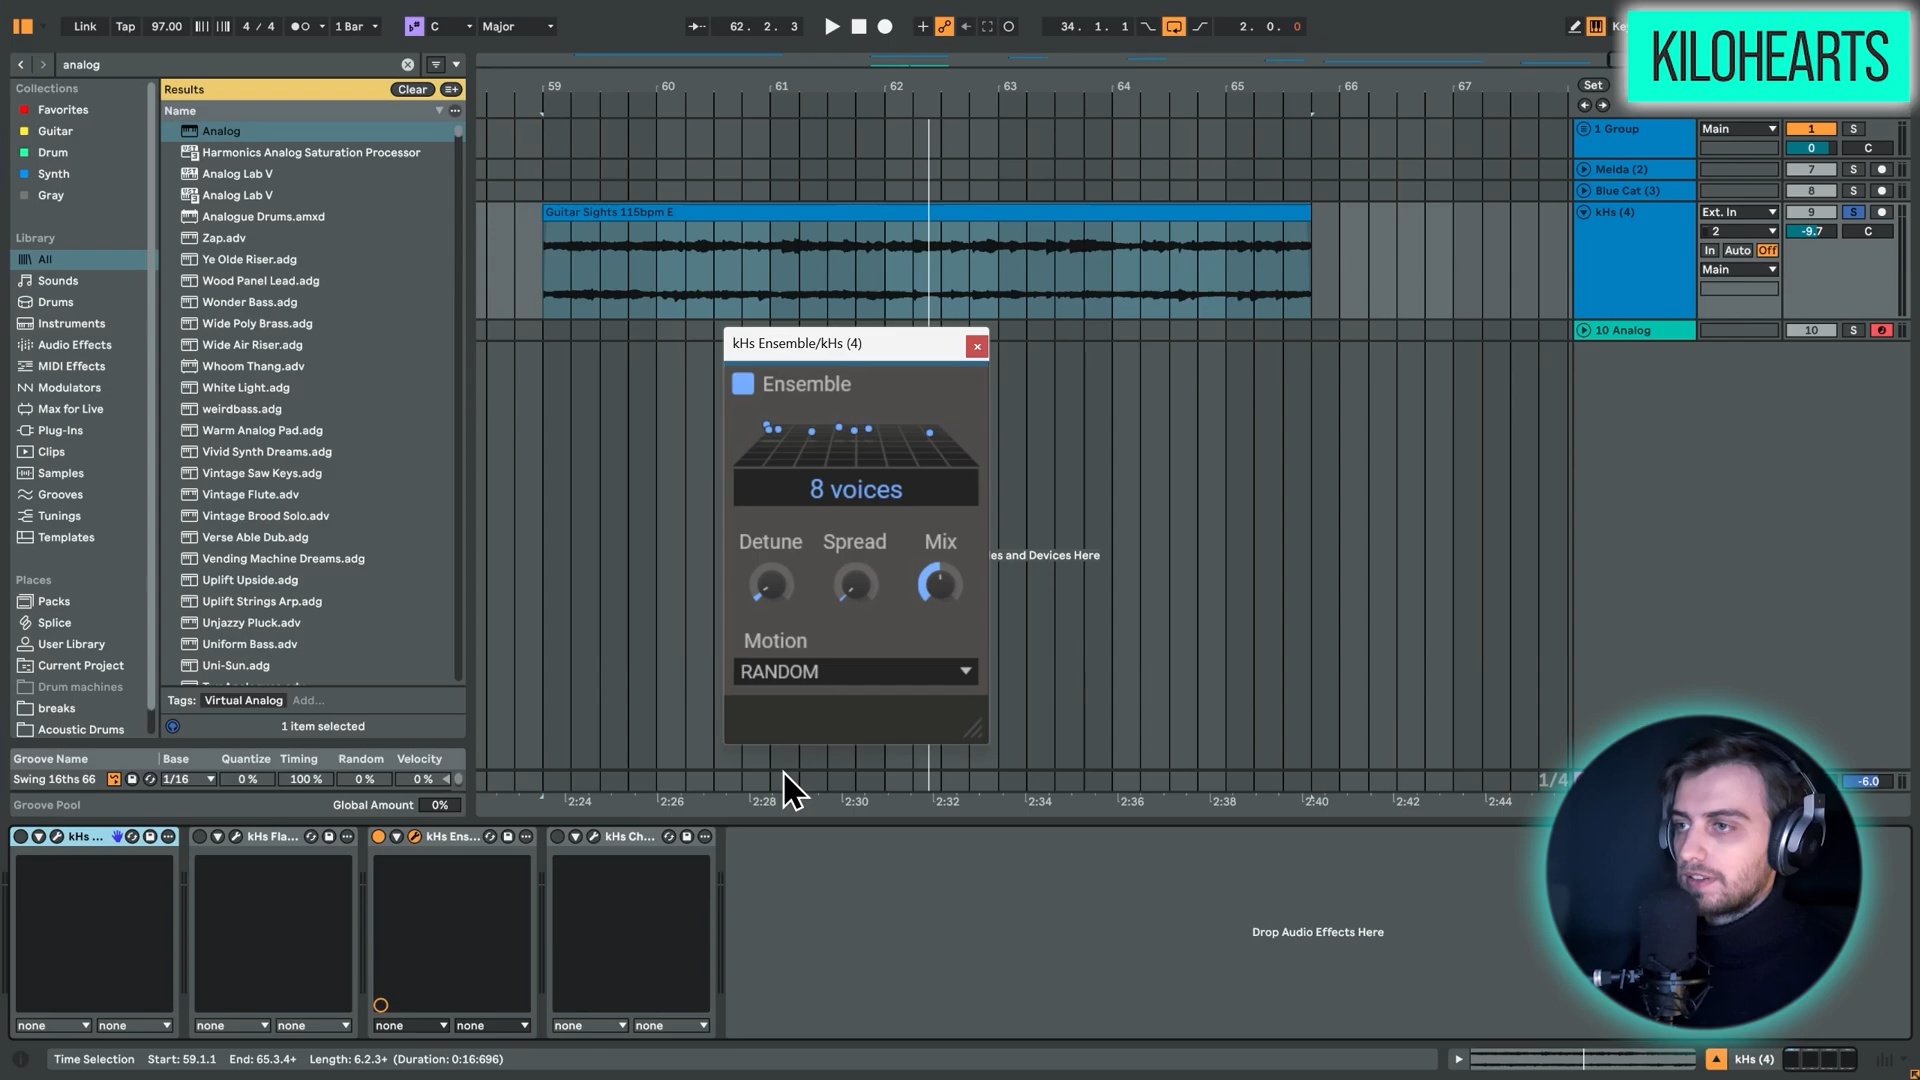 Link Tap 97.00 4 / 4 1 Bar C Major 62. 2. 3 34. 1. 1 2. 0. 0
KILOHEARTS
analog
Set
Collections
Favorites
Guitar
Drum
Synth
Gray
Library
All
Sounds
Drums
Instruments
Audio Effects
MIDI Effects
Modulators
Max for Live
Plug-Ins
Clips
Samples
Grooves
Tunings
Templates
Places
Packs
Splice
User Library
Current Project
Drum machines
breaks
Acoustic Drums
Results Clear
Name
Analog
Harmonics Analog Saturation Processor
Analog Lab V
Analog Lab V
Analogue Drums.amxd
Zap.adv
Ye Olde Riser.adg
Wood Panel Lead.adg
Wonder Bass.adg
Wide Poly Brass.adg
Wide Air Riser.adg
Whoom Thang.adv
White Light.adg
weirdbass.adg
Warm Analog Pad.adg
Vivid Synth Dreams.adg
Vintage Saw Keys.adg
Vintage Flute.adv
Vintage Brood Solo.adv
Verse Able Dub.adg
Vending Machine Dreams.adg
Uplift Upside.adg
Uplift Strings Arp.adg
Unjazzy Pluck.adv
Uniform Bass.adv
Uni-Sun.adg
Tags: Virtual Analog Add...
1 item selected
Groove Name Base Quantize Timing Random Velocity
Swing 16ths 66 1/16 0 % 100 % 0 % 0 %
Groove Pool Global Amount 0%
59 60 61 62 63 64 65 66 67
Guitar Sights 115bpm E
kHs Ensemble/kHs (4)
Ensemble
8 voices
Detune Spread Mix
Motion
RANDOM
es and Devices Here
1 Group Main 1 S
0 C
Melda (2) 7 S
Blue Cat (3) 8 S
kHs (4) Ext. In 9 S
2 -9.7 C
In Auto Off
Main
10 Analog 10 S
1/4
-6.0
2:24 2:26 2:28 2:30 2:32 2:34 2:36 2:38 2:40 2:42 2:44
kHs ... kHs Fla... kHs Ens... kHs Ch...
Drop Audio Effects Here
none none none none none none none none
Time Selection Start: 59.1.1 End: 65.3.4+ Length: 6.2.3+ (Duration: 0:16:696)
kHs (4)